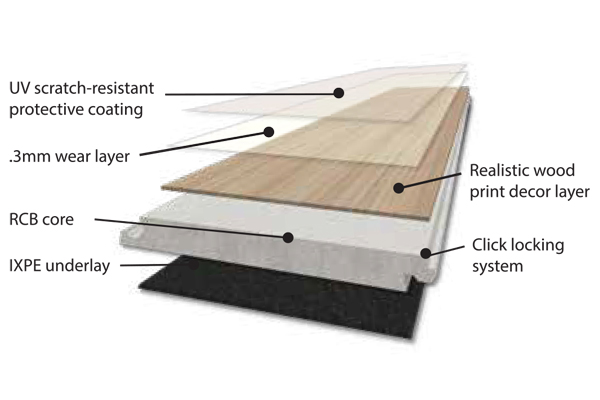 UV scratch-resistant
protective coating
.3mm wear layer
RCB core
IXPE underlay
Realistic wood
print decor layer
Click locking
system